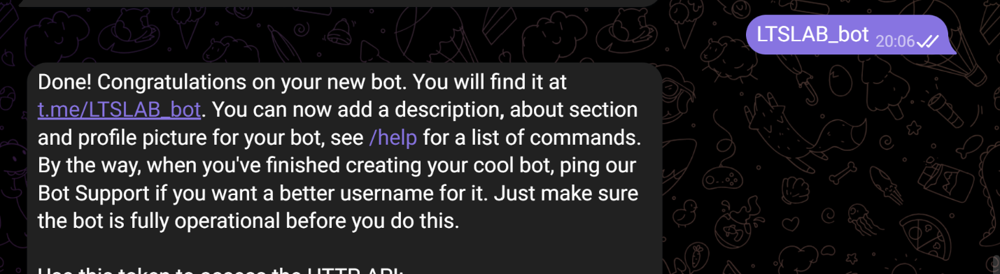 LTSLAB_bot 20:06
Done! Congratulations on your new bot. You will find it at
t.me/LTSLAB_bot. You can now add a description, about section
and profile picture for your bot, see /help for a list of commands.
By the way, when you've finished creating your cool bot, ping our
Bot Support if you want a better username for it. Just make sure
the bot is fully operational before you do this.
Use this token to access the HTTP API: